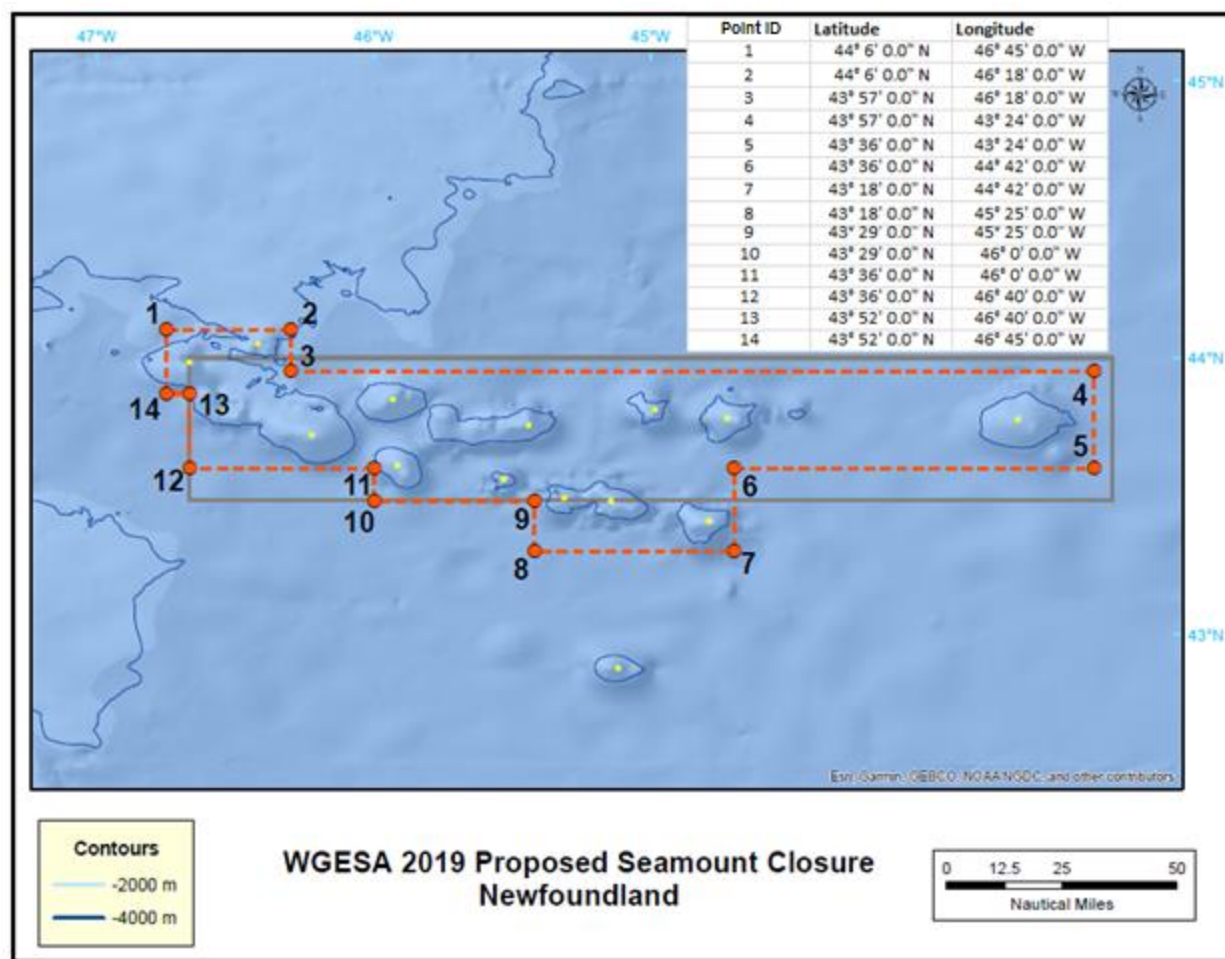 47°W 46°W 45°W
Point ID Latitude Longitude
1 44° 6' 0.0" N 46° 45' 0.0" W
2 44° 6' 0.0" N 46° 18' 0.0" W
3 43° 57' 0.0" N 46° 18' 0.0" W
4 43° 57' 0.0" N 43° 24' 0.0" W
5 43° 36' 0.0" N 43° 24' 0.0" W
6 43° 36' 0.0" N 44° 42' 0.0" W
7 43° 18' 0.0" N 44° 42' 0.0" W
8 43° 18' 0.0" N 45° 25' 0.0" W
9 43° 29' 0.0" N 45° 25' 0.0" W
10 43° 29' 0.0" N 46° 0' 0.0" W
11 43° 36' 0.0" N 46° 0' 0.0" W
12 43° 36' 0.0" N 46° 40' 0.0" W
13 43° 52' 0.0" N 46° 40' 0.0" W
14 43° 52' 0.0" N 46° 45' 0.0" W
45°N
1 2
3
44°N
4
14 13
5
12 11 6
10 9
8 7
43°N
Esri, Garmin, GEBCO, NOAA NGDC, and other contributors
Contours
-2000 m
-4000 m
WGESA 2019 Proposed Seamount Closure
Newfoundland
0 12.5 25 50
Nautical Miles